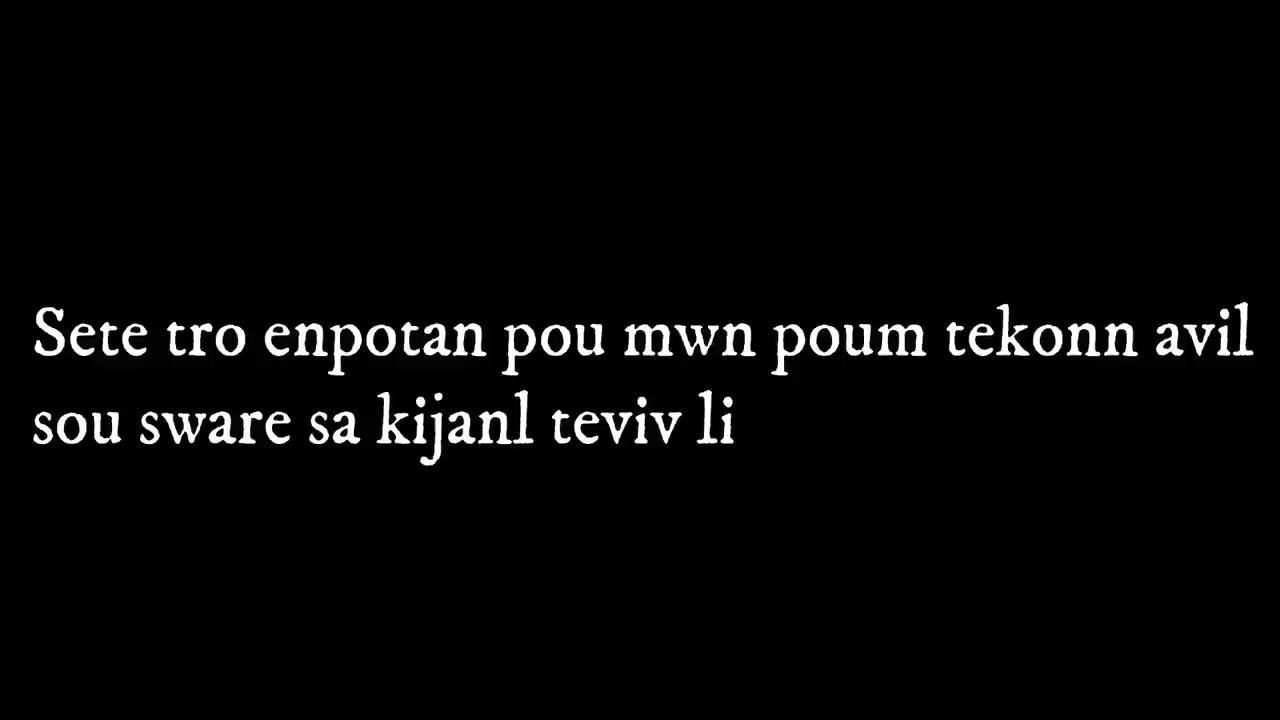 Sete tro enpotan pou mwn poum tekonn avil
sou sware sa kijanl teviv li